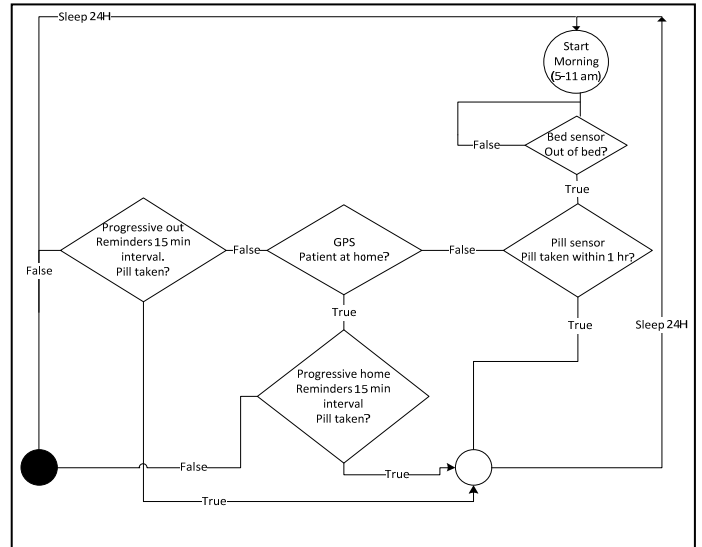 Sleep 24H
Start
Morning
(5-11 am)
Bed sensor
Out of bed?
False
True
Progressive out
Reminders 15 min
interval.
Pill taken?
False
GPS
Patient at home?
False
Pill sensor
Pill taken within 1 hr?
False
True
True
Sleep 24H
Progressive home
Reminders 15 min
interval
Pill taken?
False
True
True